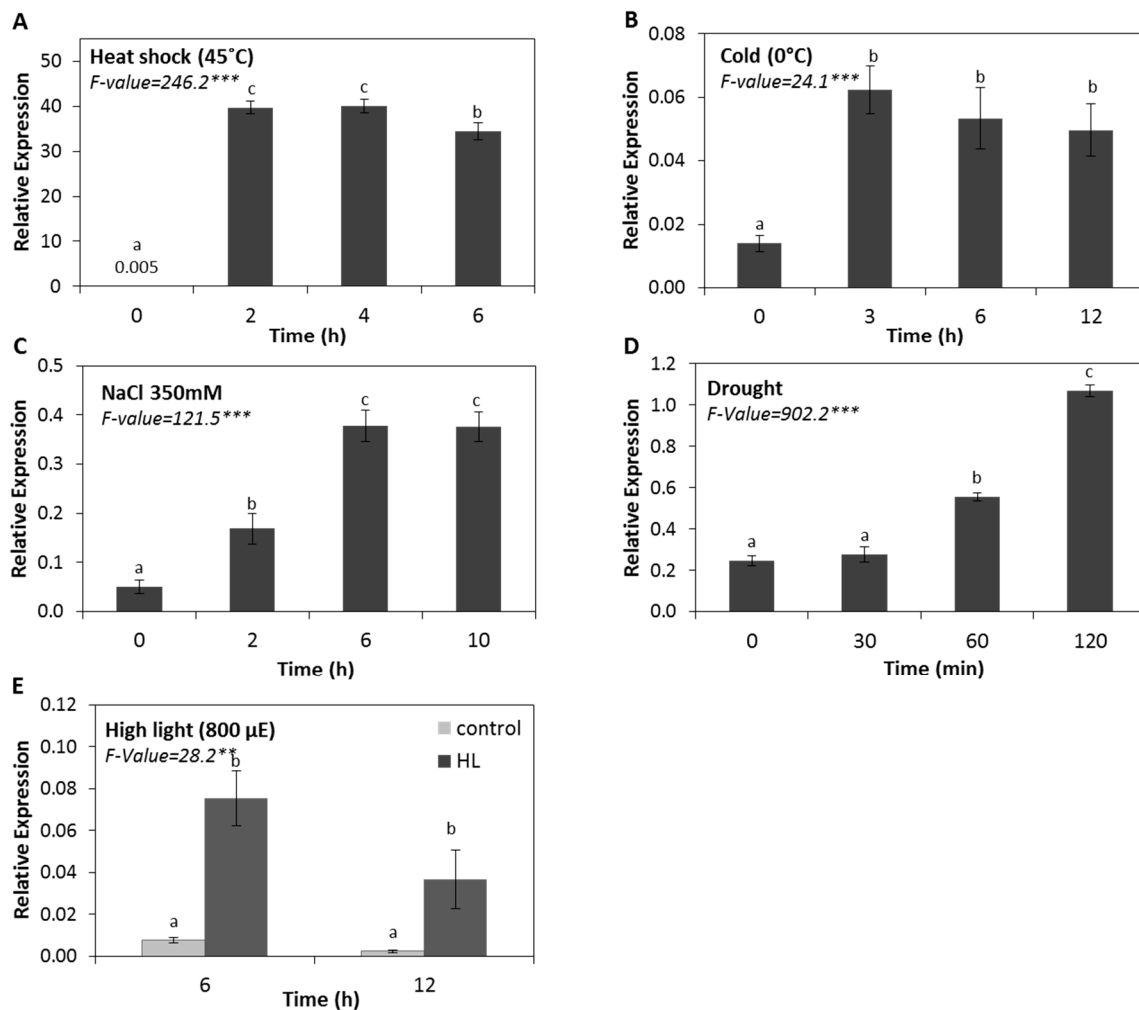 A
Heat shock (45˚C)
F-value=246.2***
Relative Expression
50
40
30
20
10
0
a
0.005
c
c
b
0 2 4 6
Time (h)
B
Cold (0°C)
F-value=24.1***
Relative Expression
0.08
0.06
0.04
0.02
0.00
a
b
b
b
0 3 6 12
Time (h)
C
NaCl 350mM
F-value=121.5***
Relative Expression
0.5
0.4
0.3
0.2
0.1
0.0
a
b
c
c
0 2 6 10
Time (h)
D
Drought
F-Value=902.2***
Relative Expression
1.2
1.0
0.8
0.6
0.4
0.2
0.0
a
a
b
c
0 30 60 120
Time (min)
E
High light (800 µE)
F-Value=28.2**
Relative Expression
0.12
0.10
0.08
0.06
0.04
0.02
0.00
control
HL
a
b
a
b
6 12
Time (h)